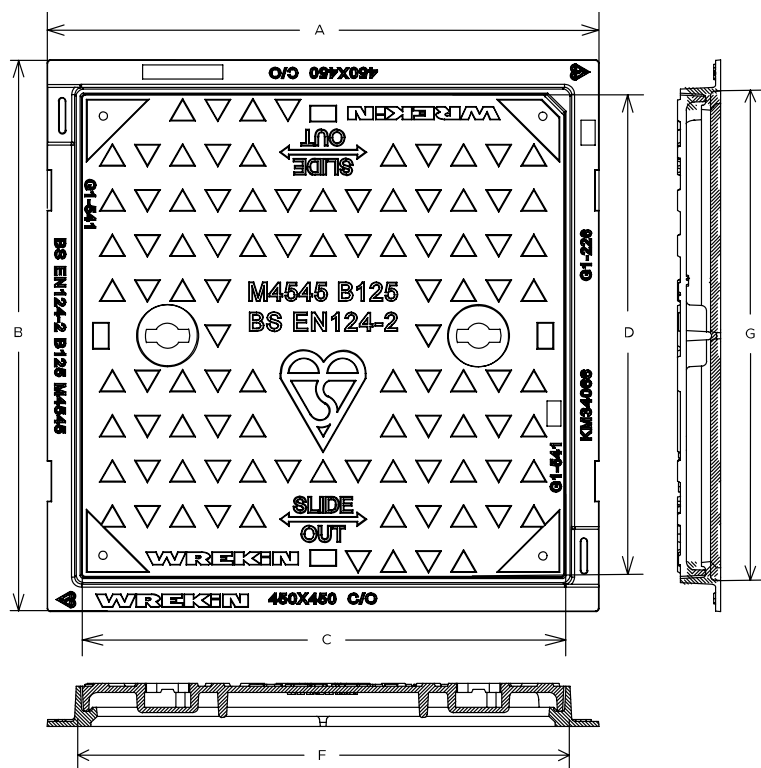 A
450X450 C/O
WREKiN
SLIDE
OUT
G1-541
G1-226
M4545 B125
BS EN124-2
BS EN124-2 B125 M4545
B
D
G
KM34066
G1-541
SLIDE
OUT
WREKiN
WREKiN 450X450 C/O
C
F